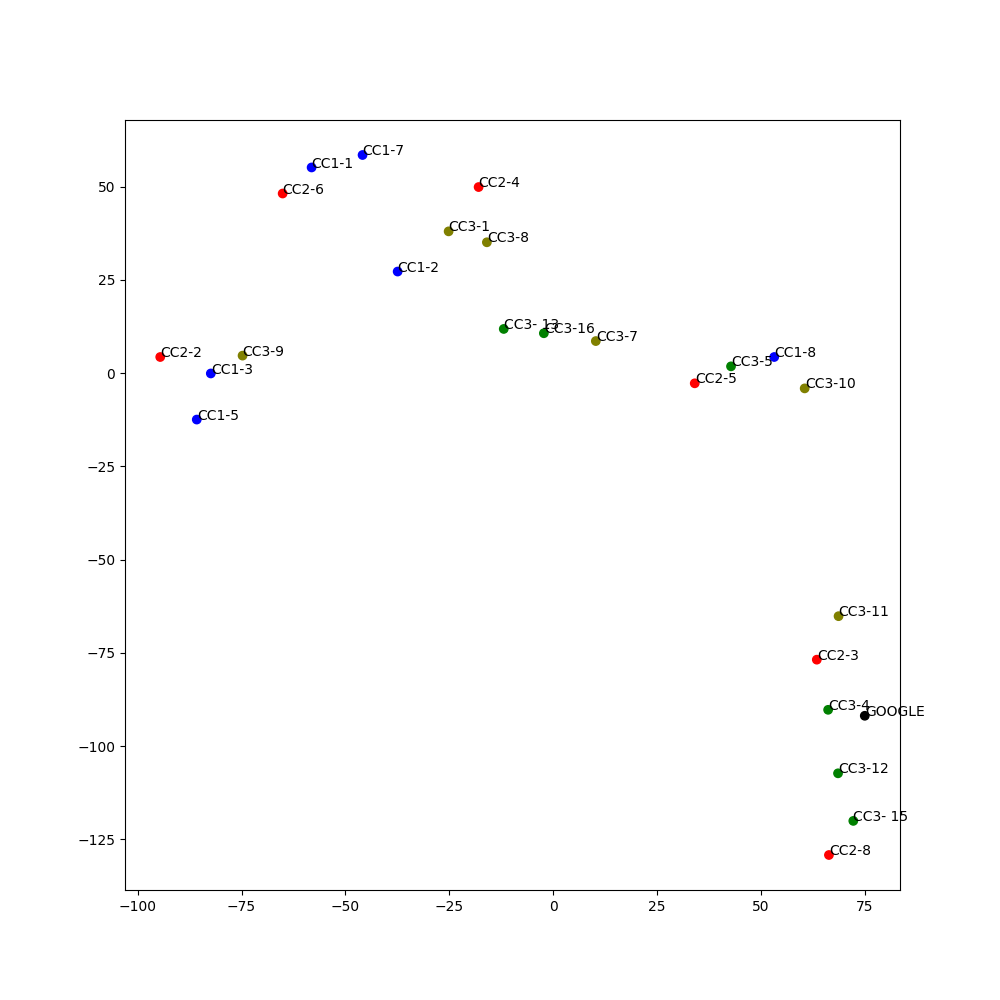 CC1-7
CC1-1
CC2-4
CC2-6
CC3-1
CC3-8
CC1-2
CC3- 13
CC3-16
CC3-7
CC2-2
CC3-9
CC1-8
CC3-5
CC1-3
CC2-5
CC3-10
CC1-5
CC3-11
CC2-3
CC3-4
GOOGLE
CC3-12
CC3- 15
CC2-8
50
25
0
−25
−50
−75
−100
−125
−100 −75 −50 −25 0 25 50 75